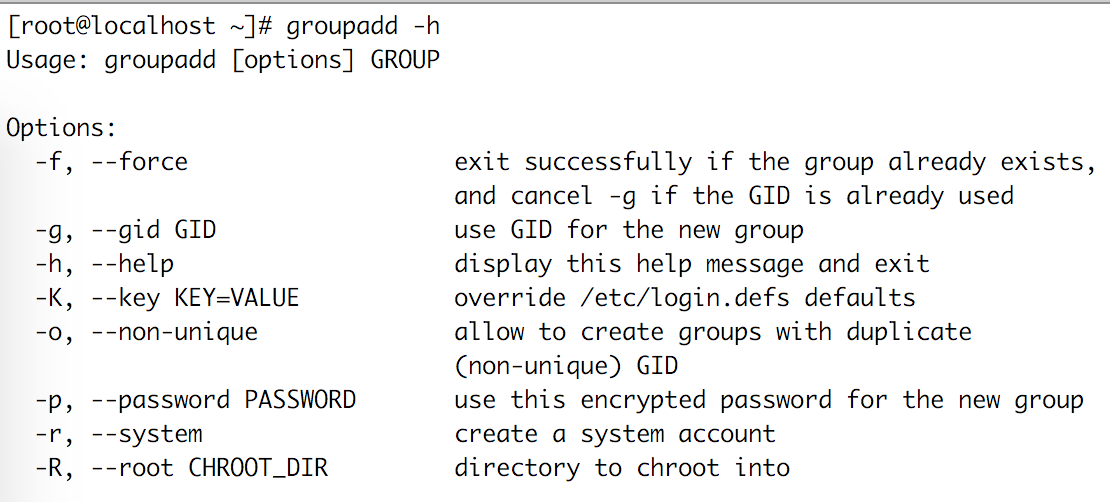 [root@localhost ~]# groupadd -h
Usage: groupadd [options] GROUP

Options:
  -f, --force                   exit successfully if the group already exists,
                                and cancel -g if the GID is already used
  -g, --gid GID                 use GID for the new group
  -h, --help                    display this help message and exit
  -K, --key KEY=VALUE           override /etc/login.defs defaults
  -o, --non-unique              allow to create groups with duplicate
                                (non-unique) GID
  -p, --password PASSWORD       use this encrypted password for the new group
  -r, --system                  create a system account
  -R, --root CHROOT_DIR         directory to chroot into